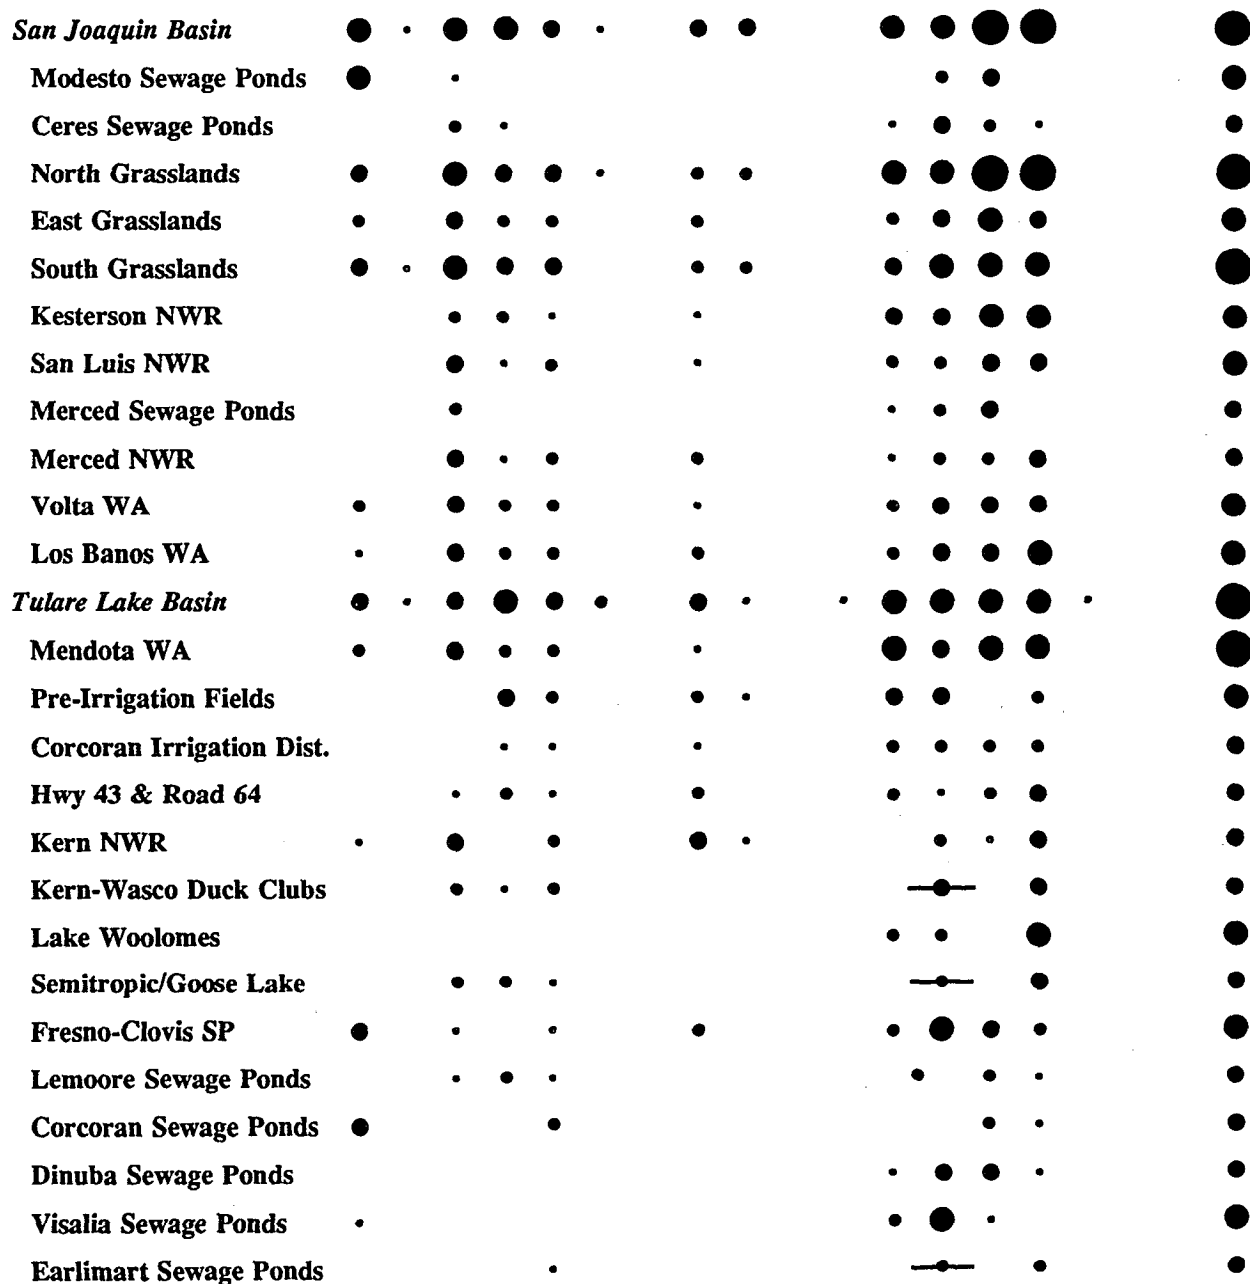 San Joaquin Basin
Modesto Sewage Ponds
Ceres Sewage Ponds
North Grasslands
East Grasslands
South Grasslands
Kesterson NWR
San Luis NWR
Merced Sewage Ponds
Merced NWR
Volta WA
Los Banos WA
Tulare Lake Basin
Mendota WA
Pre-Irrigation Fields
Corcoran Irrigation Dist.
Hwy 43 & Road 64
Kern NWR
Kern-Wasco Duck Clubs
Lake Woolomes
Semitropic/Goose Lake
Fresno-Clovis SP
Lemoore Sewage Ponds
Corcoran Sewage Ponds
Dinuba Sewage Ponds
Visalia Sewage Ponds
Earlimart Sewage Ponds